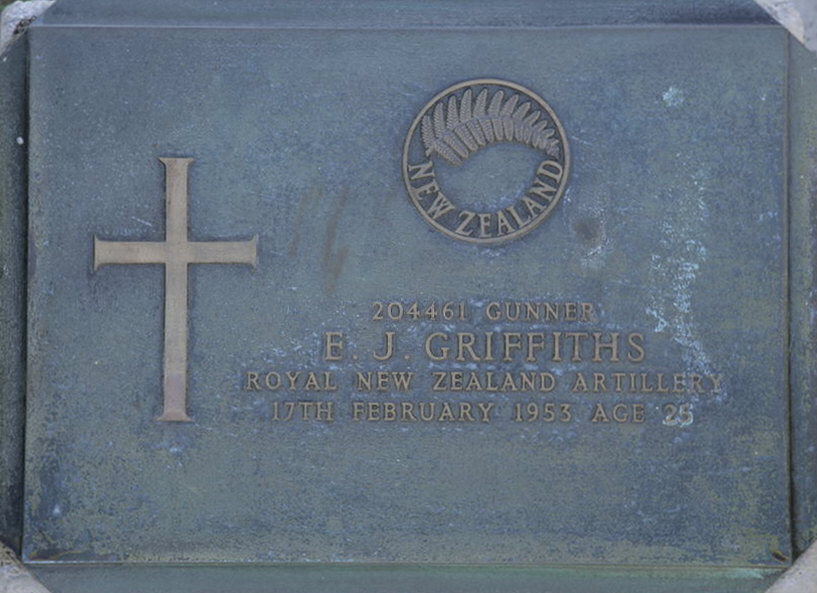 NEW ZEALAND
204461 GUNNER
E. J. GRIFFITHS
ROYAL NEW ZEALAND ARTILLERY
17TH FEBRUARY 1953 AGE 25